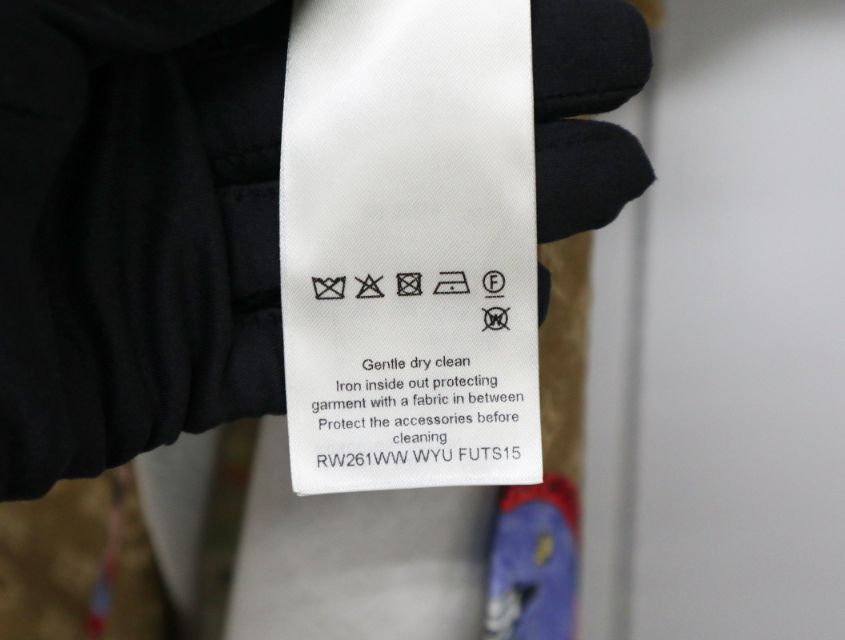 F
W
Gentle dry clean
Iron inside out protecting
garment with a fabric in between
Protect the accessories before
cleaning
RW261WW WYU FUTS15